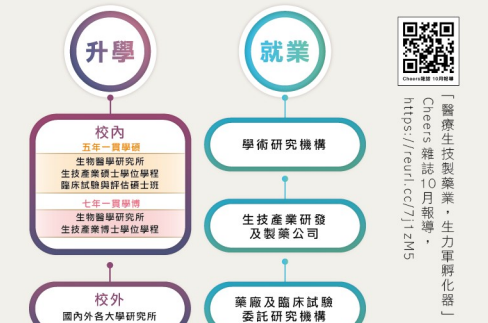 升學
校內
五年一貫學碩
生物醫學研究所
生技產業碩士學位學程
臨床試驗與評估碩士班
七年一貫學博
生物醫學研究所
生技產業博士學位學程
校外
國內外各大學研究所
就業
學術研究機構
生技產業研發
及製藥公司
藥廠及臨床試驗
委託研究機構
Cheers雜誌 10月報導
「醫療生技製藥業，生力軍孵化器」
Cheers 雜誌10月報導，
https://reurl.cc/7j1zM5